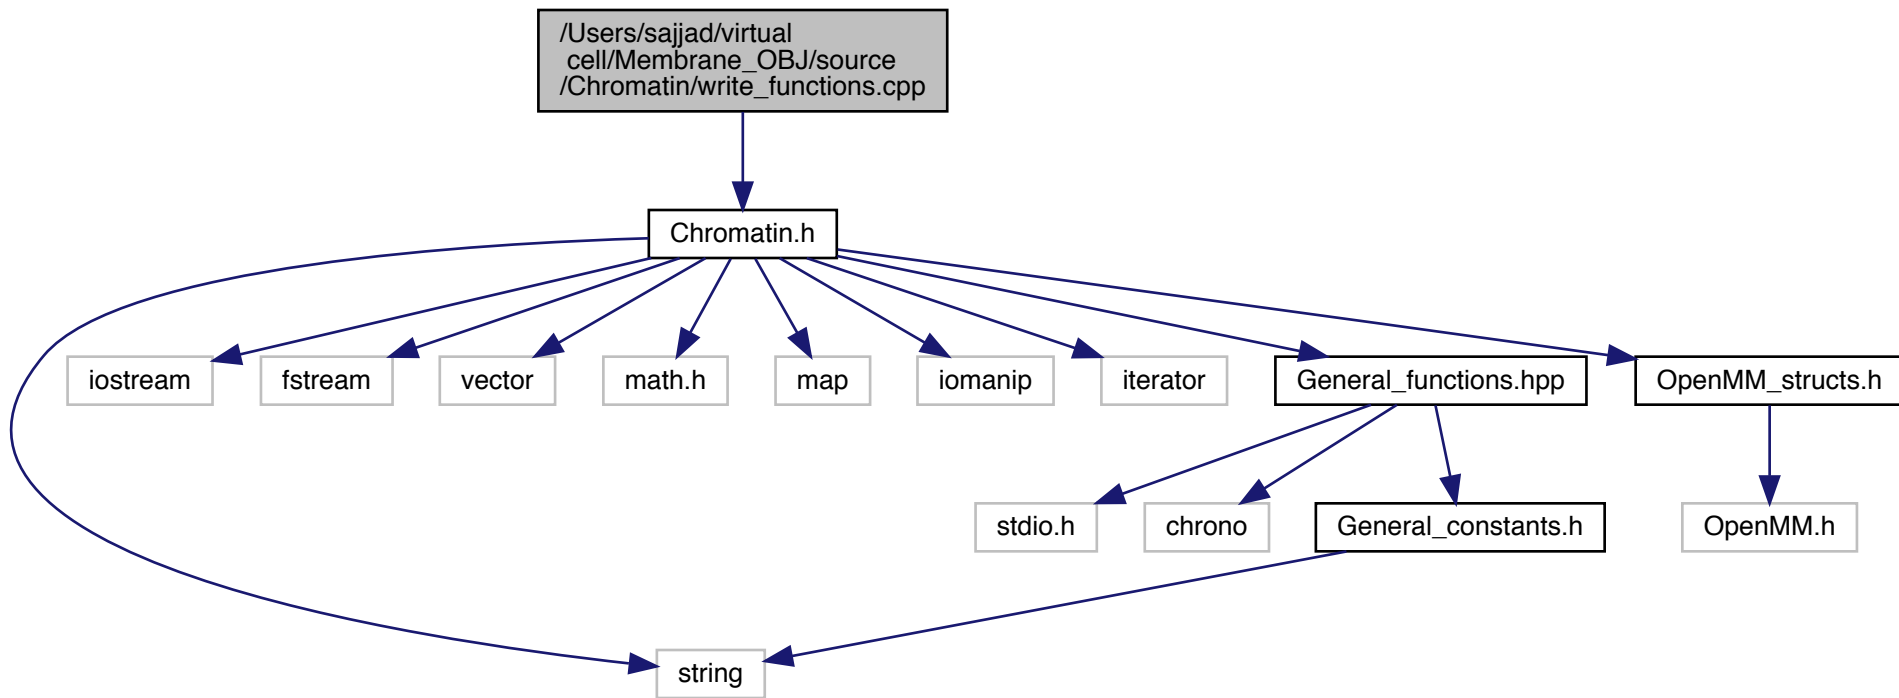 /Users/sajjad/virtual
cell/Membrane_OBJ/source
/Chromatin/write_functions.cpp
Chromatin.h
iostream
fstream
vector
math.h
map
iomanip
iterator
General_functions.hpp
OpenMM_structs.h
stdio.h
chrono
General_constants.h
OpenMM.h
string